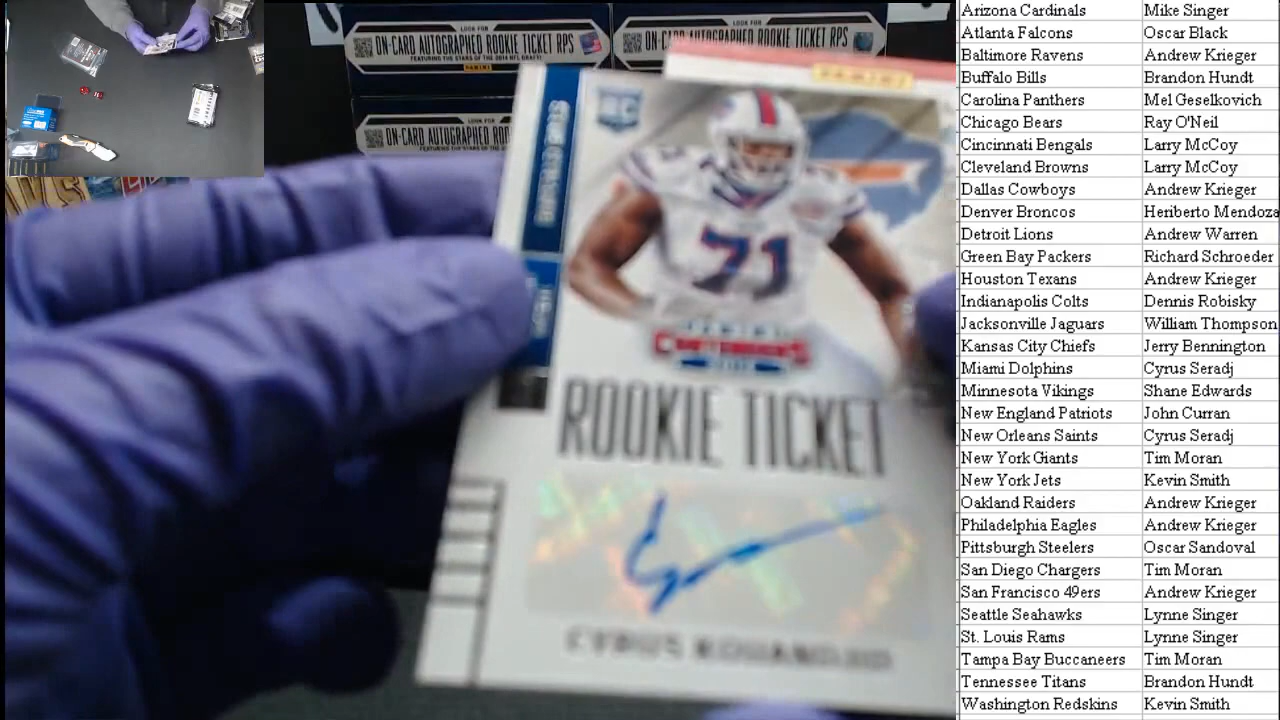 LOOK FOR
ON-CARD AUTOGRAPHED ROOKIE TICKET RPS
FEATURING THE STARS OF THE 2014 NFL DRAFT!
PANINI
LOOK FOR
ON-CARD AUTOGRAPHED ROOKIE TICKET RPS
LOOK FOR
ON-CARD AUTOGRAPHED
PANINI
RC
BUFFALO BILLS
71
PANINI
CONTENDERS
ROOKIE TICKET
CYRUS KOUANDJIO
Arizona Cardinals Mike Singer
Atlanta Falcons Oscar Black
Baltimore Ravens Andrew Krieger
Buffalo Bills Brandon Hundt
Carolina Panthers Mel Geselkovich
Chicago Bears Ray O'Neil
Cincinnati Bengals Larry McCoy
Cleveland Browns Larry McCoy
Dallas Cowboys Andrew Krieger
Denver Broncos Heriberto Mendoza
Detroit Lions Andrew Warren
Green Bay Packers Richard Schroeder
Houston Texans Andrew Krieger
Indianapolis Colts Dennis Robisky
Jacksonville Jaguars William Thompson
Kansas City Chiefs Jerry Bennington
Miami Dolphins Cyrus Seradj
Minnesota Vikings Shane Edwards
New England Patriots John Curran
New Orleans Saints Cyrus Seradj
New York Giants Tim Moran
New York Jets Kevin Smith
Oakland Raiders Andrew Krieger
Philadelphia Eagles Andrew Krieger
Pittsburgh Steelers Oscar Sandoval
San Diego Chargers Tim Moran
San Francisco 49ers Andrew Krieger
Seattle Seahawks Lynne Singer
St. Louis Rams Lynne Singer
Tampa Bay Buccaneers Tim Moran
Tennessee Titans Brandon Hundt
Washington Redskins Kevin Smith